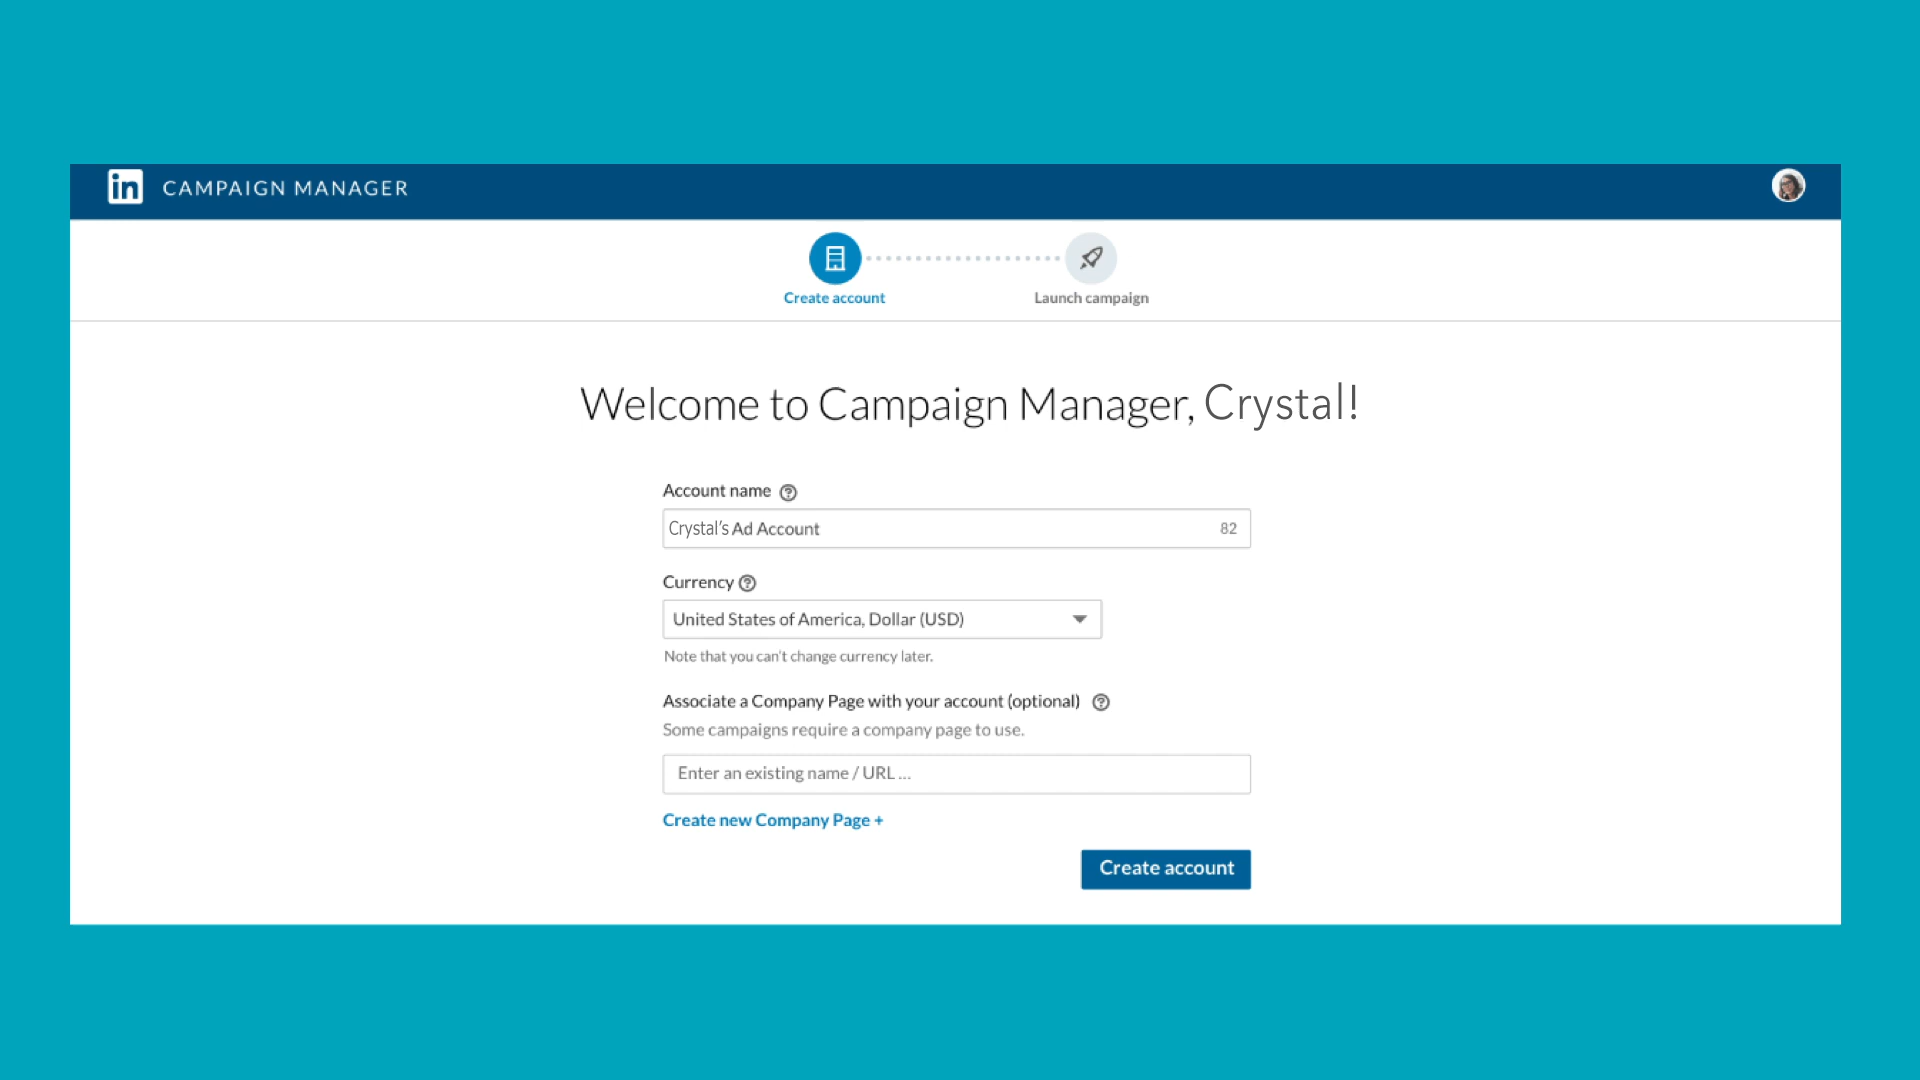 in CAMPAIGN MANAGER
Create account
Launch campaign
Welcome to Campaign Manager, Crystal!
Account name ?
Crystal's Ad Account 82
Currency ?
United States of America, Dollar (USD)
Note that you can't change currency later.
Associate a Company Page with your account (optional) ?
Some campaigns require a company page to use.
Enter an existing name / URL ...
Create new Company Page +
Create account